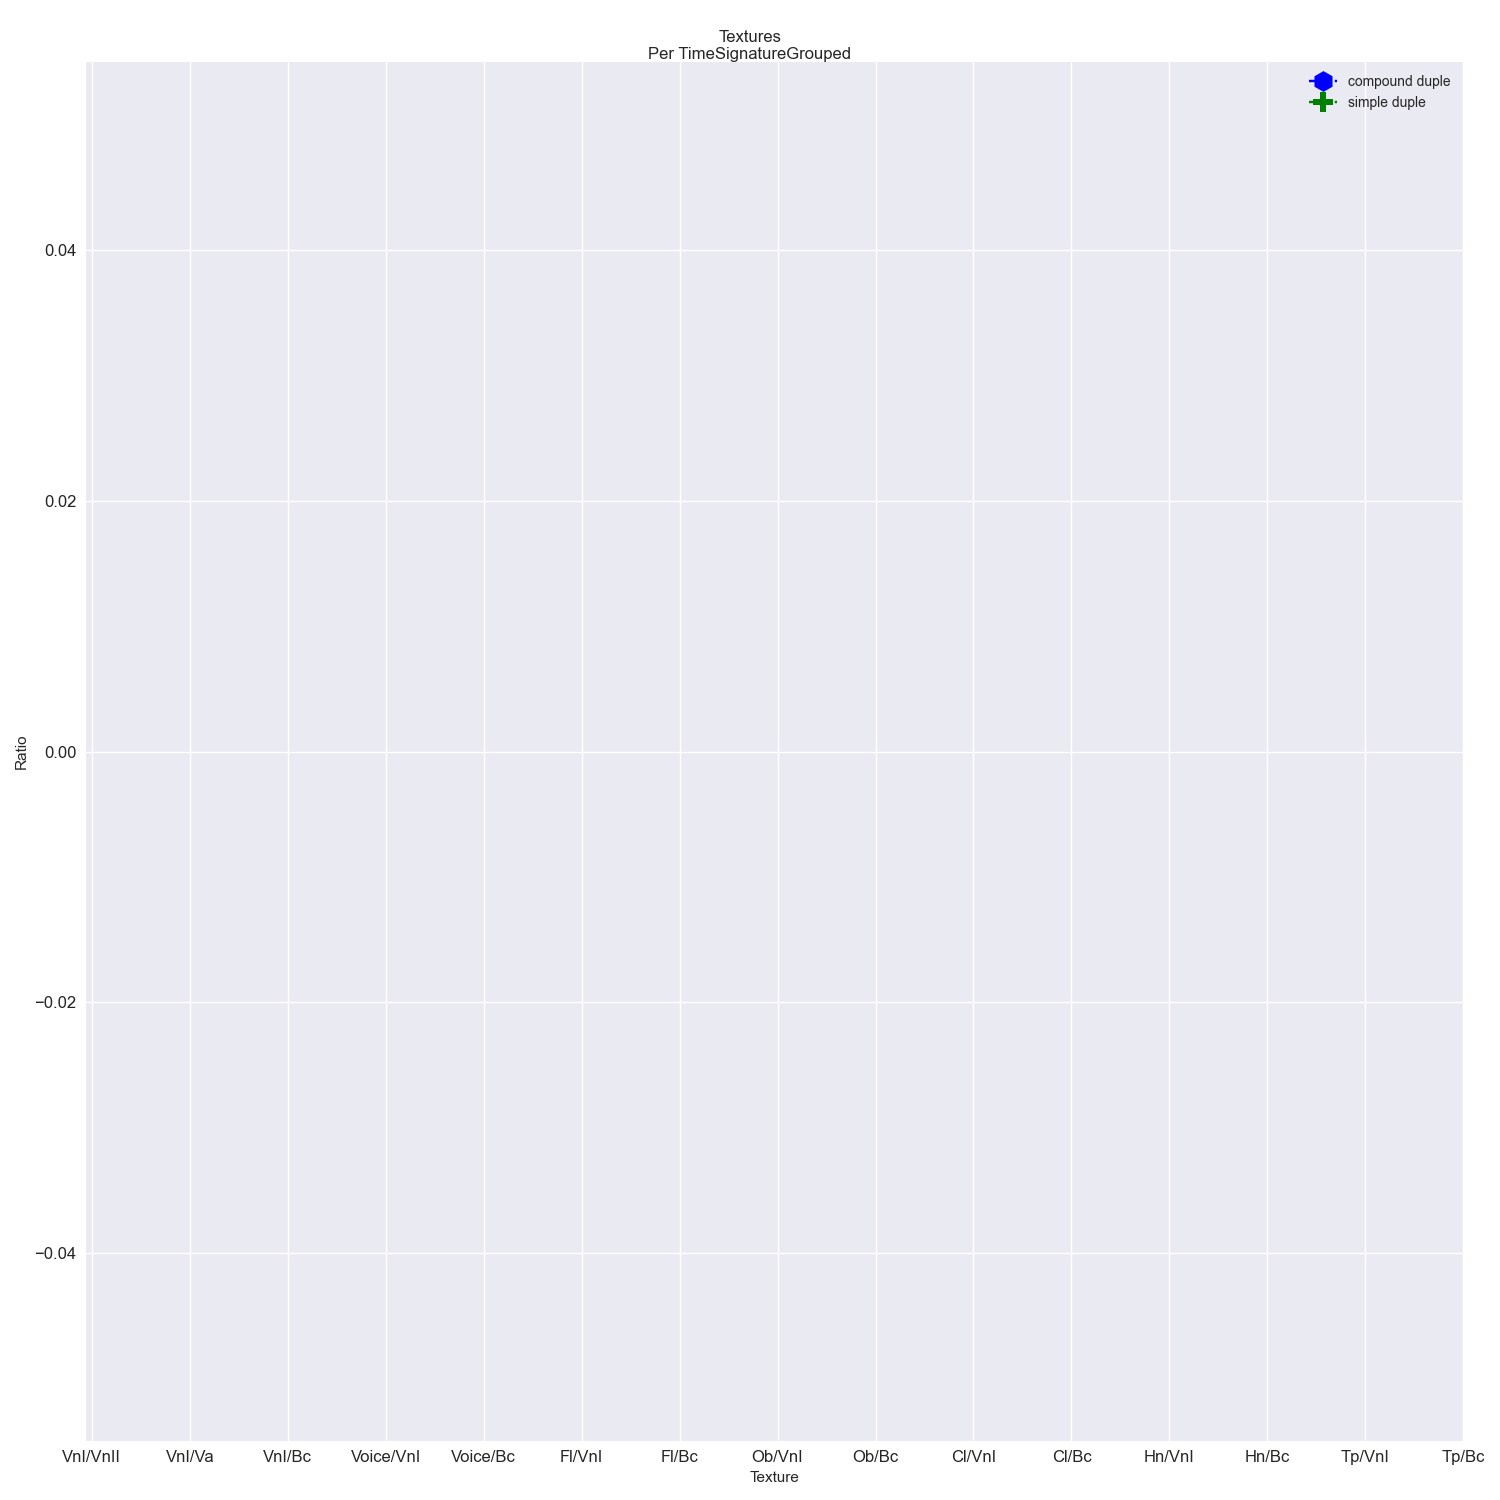 Textures
Per TimeSignatureGrouped
compound duple
simple duple
0.04
0.02
0.00
−0.02
−0.04
Ratio
VnI/VnII VnI/Va VnI/Bc Voice/VnI Voice/Bc Fl/VnI Fl/Bc Ob/VnI Ob/Bc Cl/VnI Cl/Bc Hn/VnI Hn/Bc Tp/VnI Tp/Bc
Texture